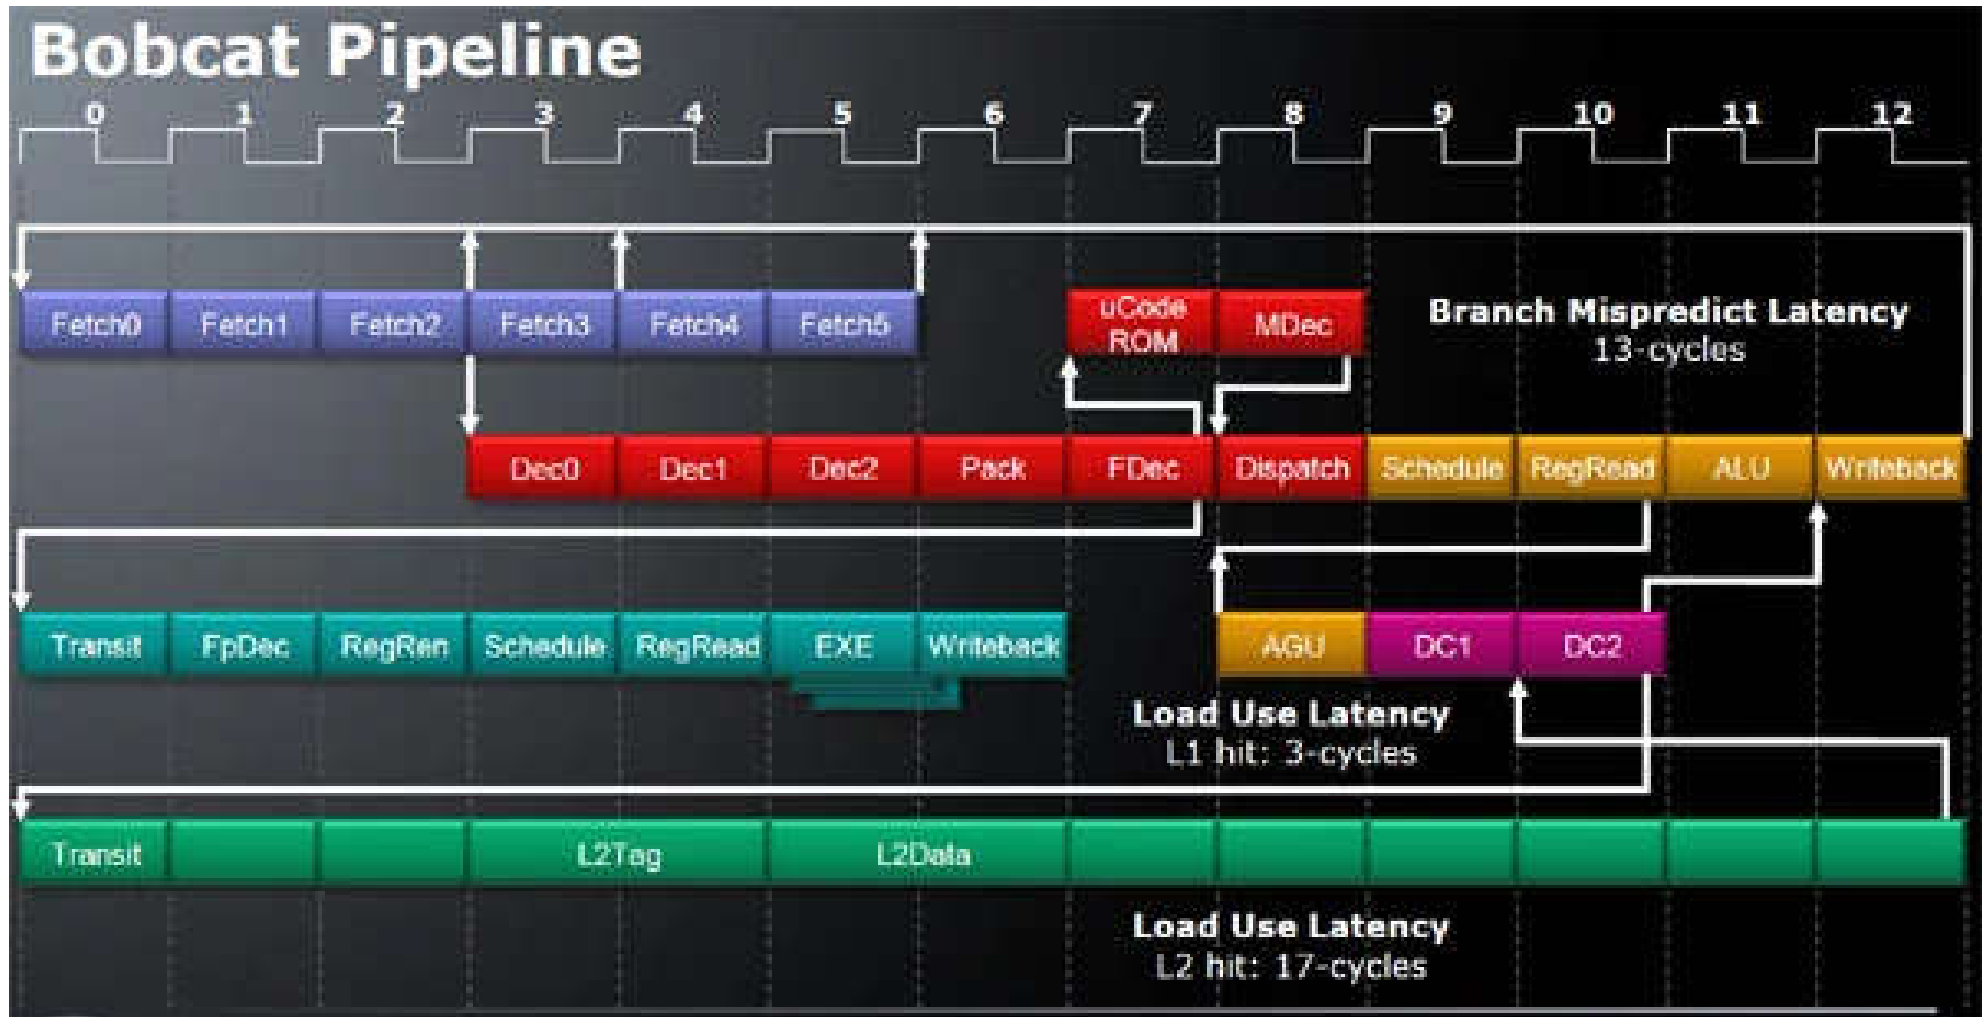 Bobcat Pipeline
0 1 2 3 4 5 6 7 8 9 10 11 12
Fetch0 Fetch1 Fetch2 Fetch3 Fetch4 Fetch5
uCode
ROM
MDec
Branch Mispredict Latency
13-cycles
Dec0 Dec1 Dec2 Pack FDec Dispatch Schedule RegRead ALU Writeback
Transit FpDec RegRen Schedule RegRead EXE Writeback
AGU DC1 DC2
Load Use Latency
L1 hit: 3-cycles
Transit L2Tag L2Data
Load Use Latency
L2 hit: 17-cycles